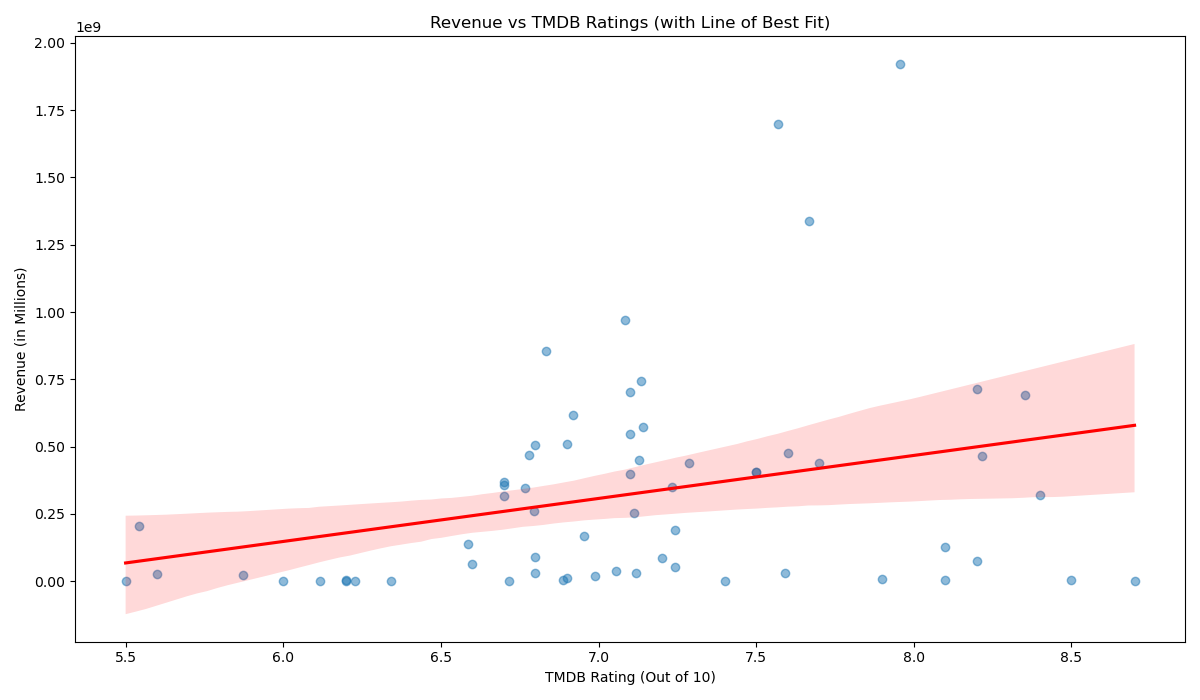 Revenue vs TMDB Ratings (with Line of Best Fit)
1e9
2.00
1.75
1.50
1.25
1.00
0.75
0.50
0.25
0.00
Revenue (in Millions)
5.5 6.0 6.5 7.0 7.5 8.0 8.5
TMDB Rating (Out of 10)